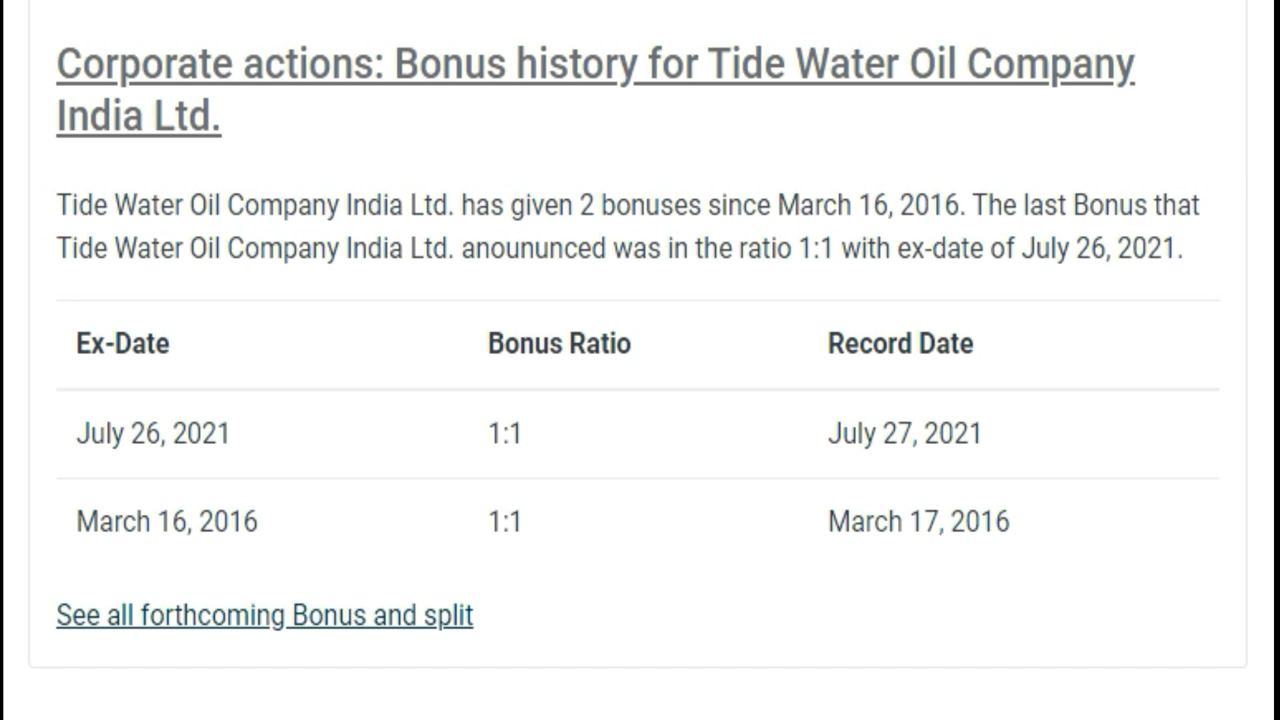 Corporate actions: Bonus history for Tide Water Oil Company
India Ltd.
Tide Water Oil Company India Ltd. has given 2 bonuses since March 16, 2016. The last Bonus that
Tide Water Oil Company India Ltd. anoununced was in the ratio 1:1 with ex-date of July 26, 2021.
Ex-Date Bonus Ratio Record Date
July 26, 2021 1:1 July 27, 2021
March 16, 2016 1:1 March 17, 2016
See all forthcoming Bonus and split